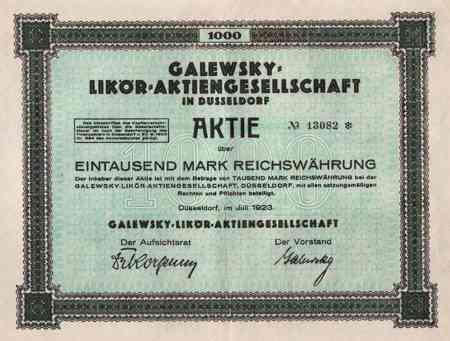 1000
GALEWSKY-
LIKÖR-AKTIENGESELLSCHAFT
IN DÜSSELDORF
AKTIE
№ 13082 *
über
EINTAUSEND MARK REICHSWÄHRUNG
Der Inhaber dieser Aktie ist mit dem Betrage von TAUSEND MARK REICHSWÄHRUNG bei der
GALEWSKY-LIKÖR-AKTIENGESELLSCHAFT, DÜSSELDORF, mit allen satzungsmäßigen
Rechten und Pflichten beteiligt.
Düsseldorf, im Juli 1923.
GALEWSKY-LIKÖR-AKTIENGESELLSCHAFT
Der Aufsichtsrat
Der Vorstand
Galewsky
1000